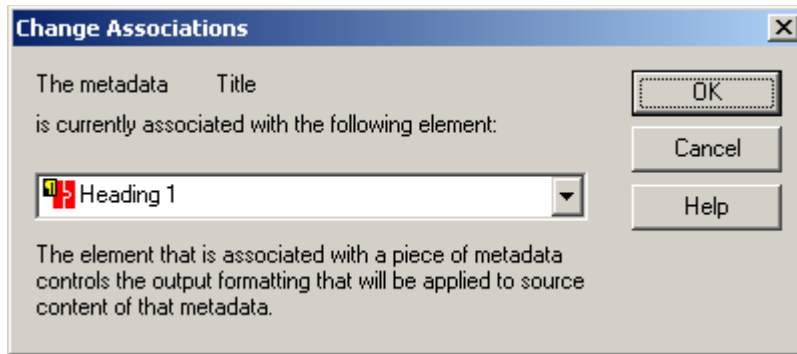 Change Associations
The metadata Title
is currently associated with the following element:
Heading 1
The element that is associated with a piece of metadata
controls the output formatting that will be applied to source
content of that metadata.
OK
Cancel
Help